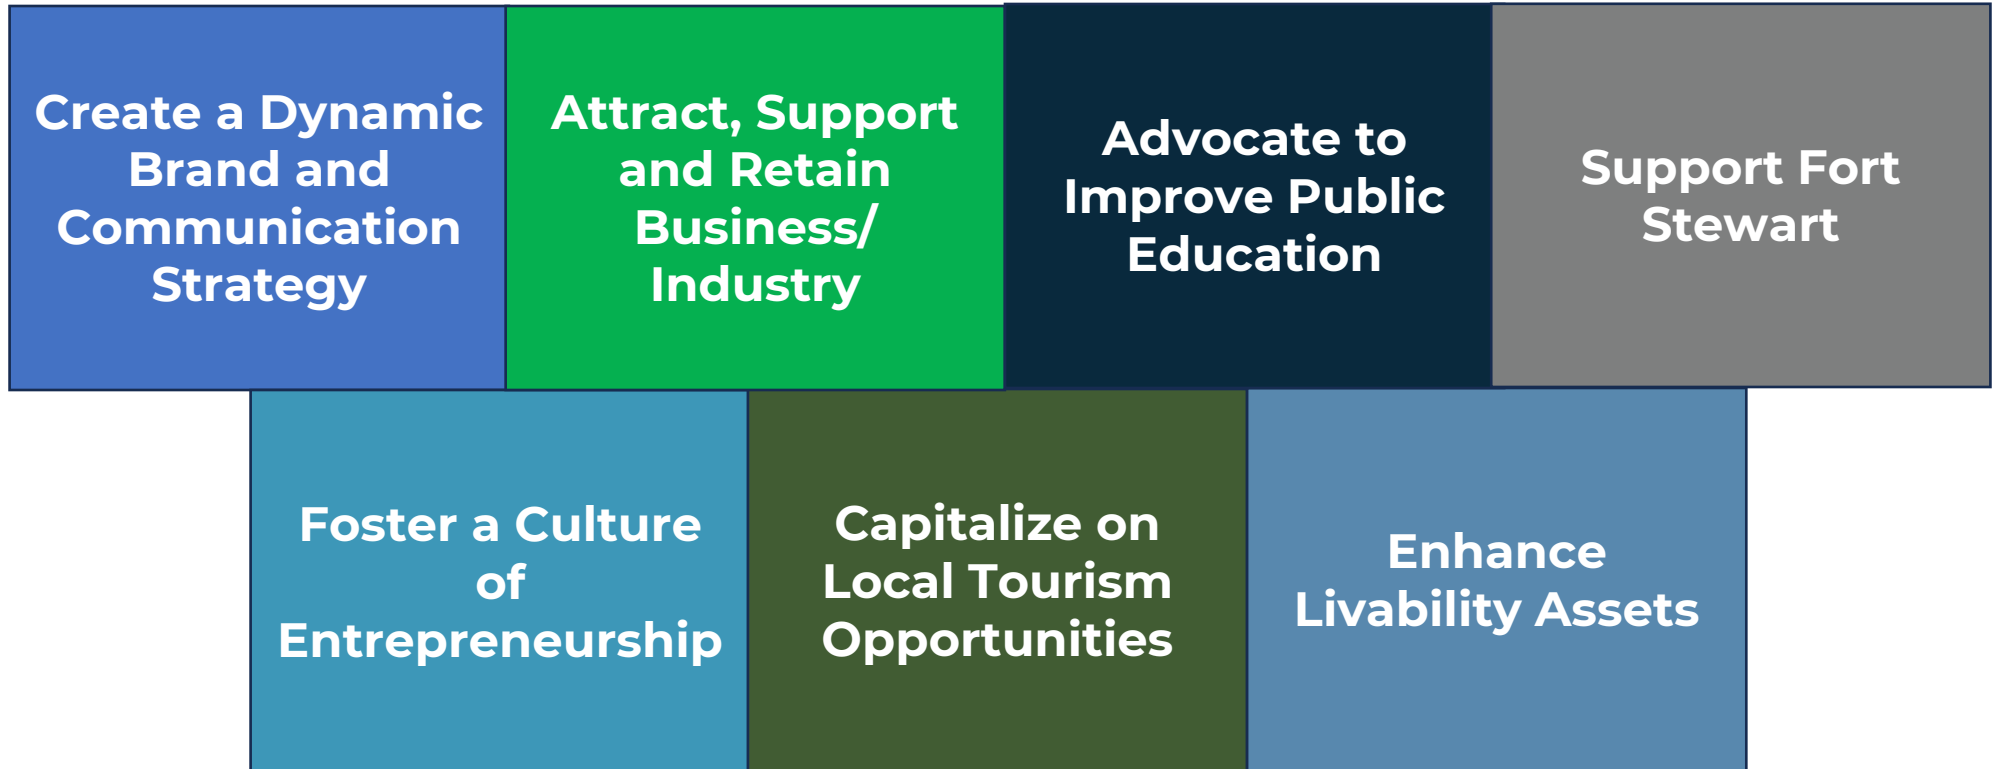 Create a Dynamic
Brand and
Communication
Strategy
Attract, Support
and Retain
Business/
Industry
Advocate to
Improve Public
Education
Support Fort
Stewart
Foster a Culture
of
Entrepreneurship
Capitalize on
Local Tourism
Opportunities
Enhance
Livability Assets